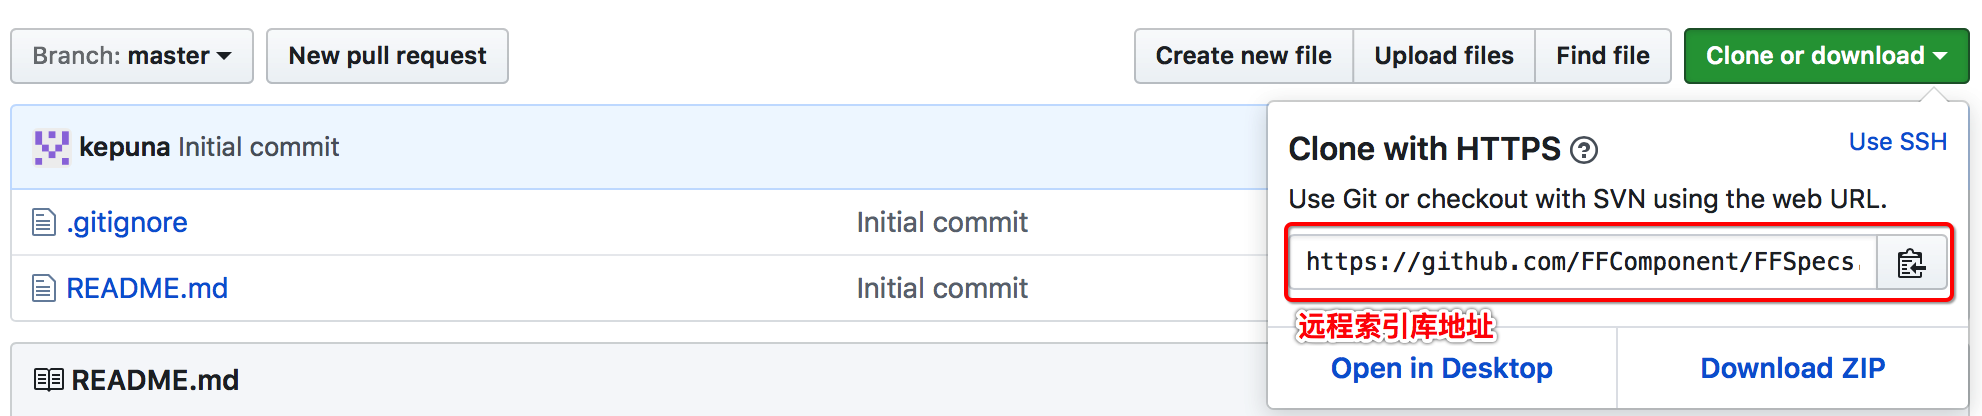 Branch: master
New pull request
Create new file
Upload files
Find file
Clone or download
kepuna Initial commit
.gitignore
Initial commit
README.md
Initial commit
README.md
Clone with HTTPS ?
Use SSH
Use Git or checkout with SVN using the web URL.
https://github.com/FFComponent/FFSpecs.
远程索引库地址
Open in Desktop
Download ZIP